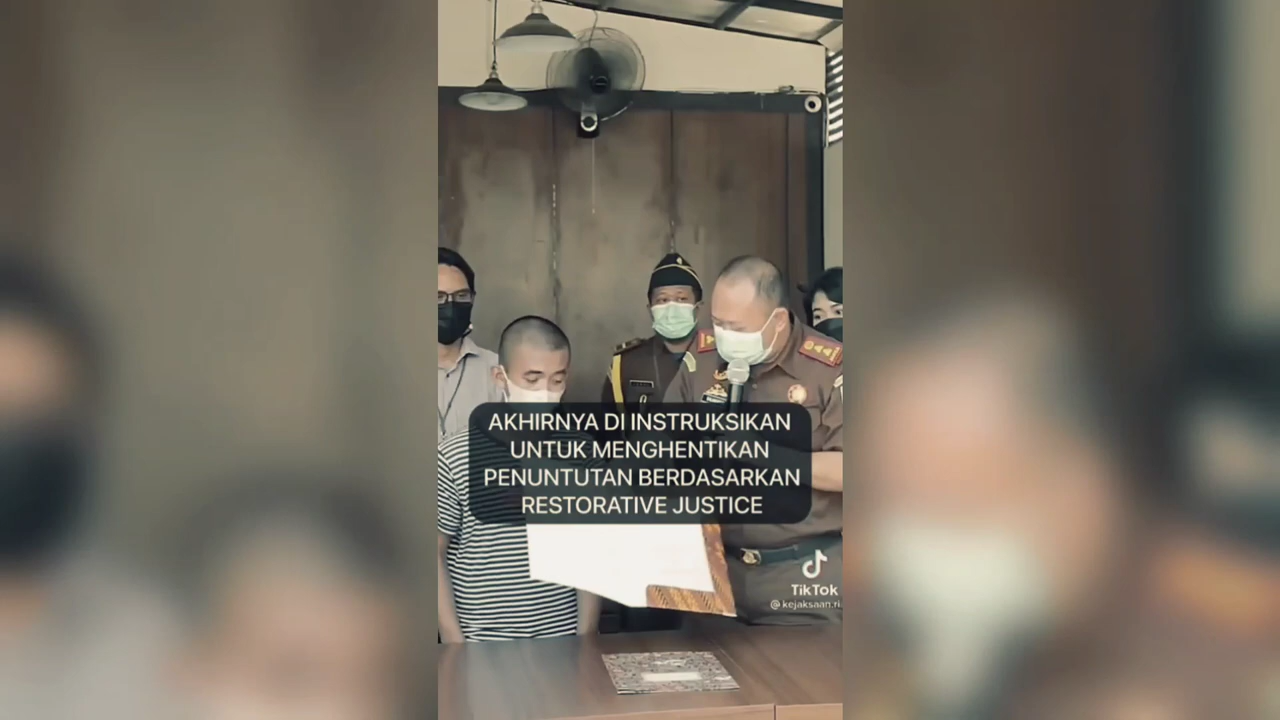 AKHIRNYA DI INSTRUKSIKAN
UNTUK MENGHENTIKAN
PENUNTUTAN BERDASARKAN
RESTORATIVE JUSTICE
TikTok
@kejaksaan.ri